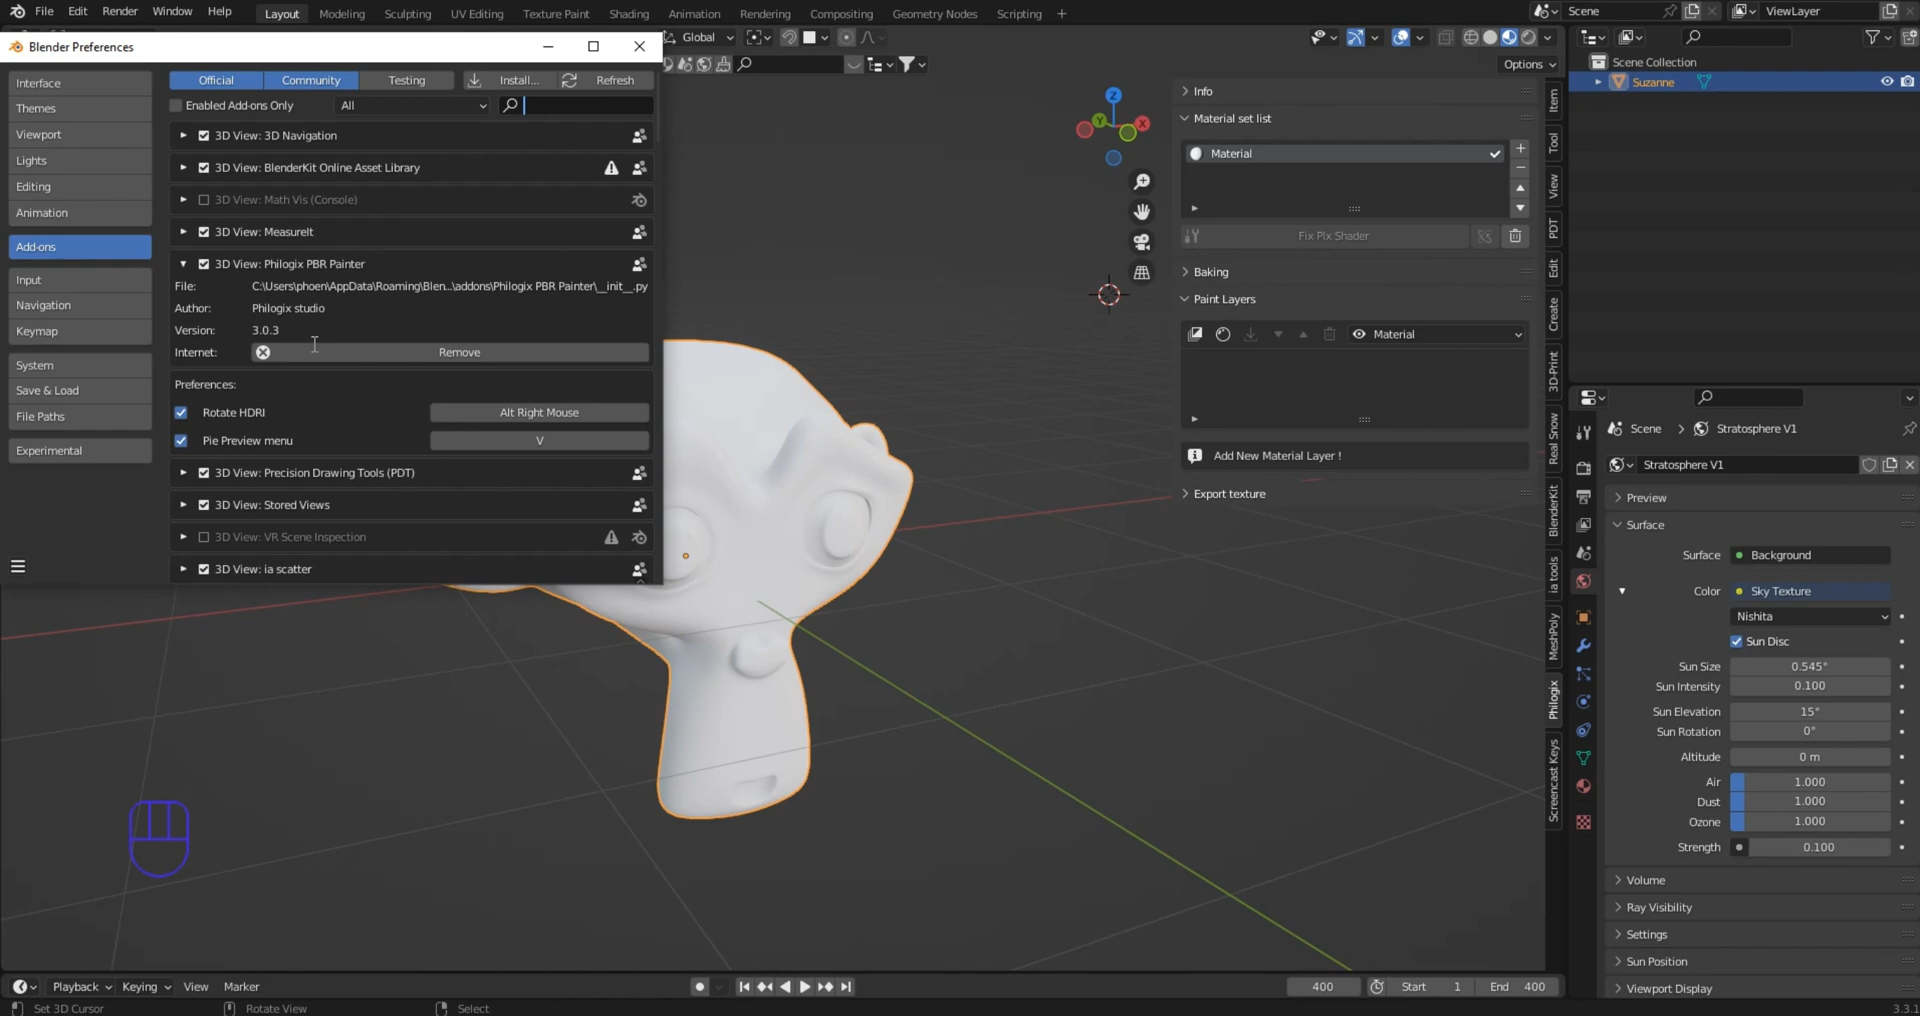 File Edit Render Window Help
Layout Modeling Sculpting UV Editing Texture Paint Shading Animation Rendering Compositing Geometry Nodes Scripting +
Scene ViewLayer
Blender Preferences
Global
Options
Interface
Themes
Viewport
Lights
Editing
Animation
Add-ons
Input
Navigation
Keymap
System
Save & Load
File Paths
Experimental
Official Community Testing Install... Refresh
Enabled Add-ons Only All
3D View: 3D Navigation
3D View: BlenderKit Online Asset Library
3D View: Math Vis (Console)
3D View: MeasureIt
3D View: Philogix PBR Painter
File: C:\Users\phoen\AppData\Roaming\Blen...\addons\Philogix PBR Painter\__init__.py
Author: Philogix studio
Version: 3.0.3
Internet: Remove
Preferences:
Rotate HDRI Alt Right Mouse
Pie Preview menu V
3D View: Precision Drawing Tools (PDT)
3D View: Stored Views
3D View: VR Scene Inspection
3D View: ia scatter
Z
Y
X
Info
Material set list
Material
Fix Plx Shader
Baking
Paint Layers
Material
Add New Material Layer !
Export texture
Item
Tool
View
PDT
Edit
Create
3D-Print
Real Snow
BlenderKit
ia tools
MeshPoly
Philogix
Screencast Keys
Scene Collection
Suzanne
Scene Stratosphere V1
Stratosphere V1
Preview
Surface
Surface Background
Color Sky Texture
Nishita
Sun Disc
Sun Size 0.545°
Sun Intensity 0.100
Sun Elevation 15°
Sun Rotation 0°
Altitude 0 m
Air 1.000
Dust 1.000
Ozone 1.000
Strength 0.100
Volume
Ray Visibility
Settings
Sun Position
Viewport Display
Playback Keying View Marker
400 Start 1 End 400
Set 3D Cursor Rotate View Select
3.3.1